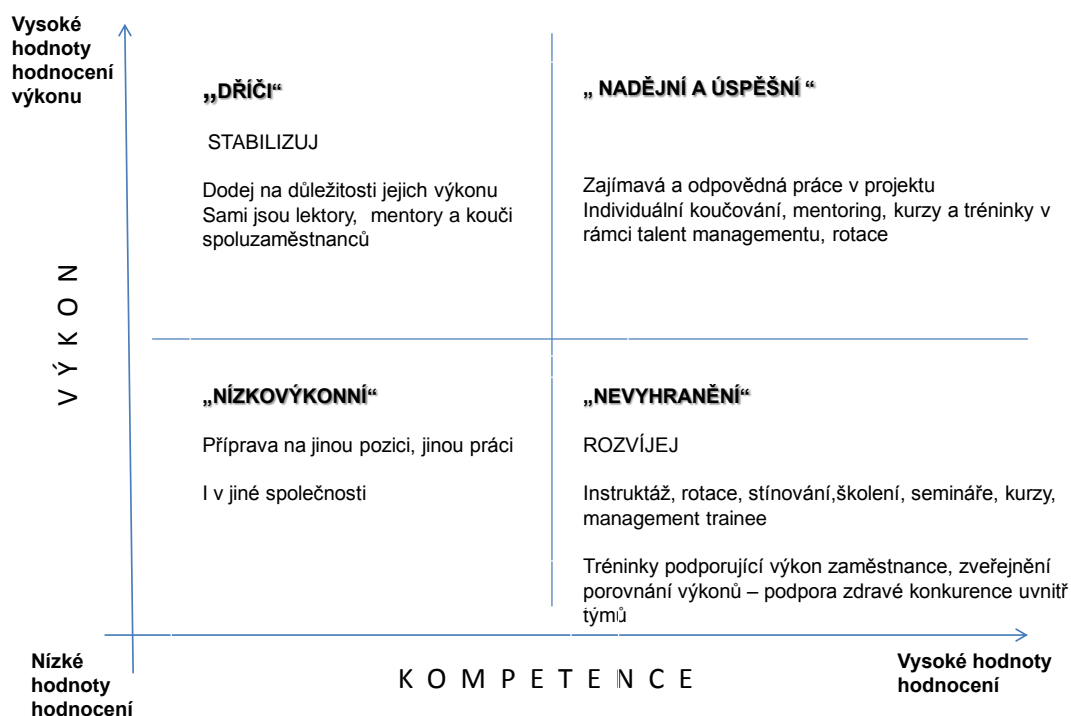 Vysoké
hodnoty
hodnocení
výkonu
„DŘÍČI“
STABILIZUJ
Dodej na důležitosti jejich výkonu
Sami jsou lektory, mentory a kouči
spoluzaměstnanců
„ NADĚJNÍ A ÚSPĚŠNÍ “
Zajímavá a odpovědná práce v projektu
Individuální koučování, mentoring, kurzy a tréninky v
rámci talent managementu, rotace
VÝKON
„NÍZKOVÝKONNÍ“
Příprava na jinou pozici, jinou práci
I v jiné společnosti
„NEVYHRANĚNÍ“
ROZVÍJEJ
Instruktáž, rotace, stínování,školení, semináře, kurzy,
management trainee
Tréninky podporující výkon zaměstnance, zveřejnění
porovnání výkonů – podpora zdravé konkurence uvnitř
týmů
Nízké
hodnoty
hodnocení
KOMPETENCE
Vysoké hodnoty
hodnocení